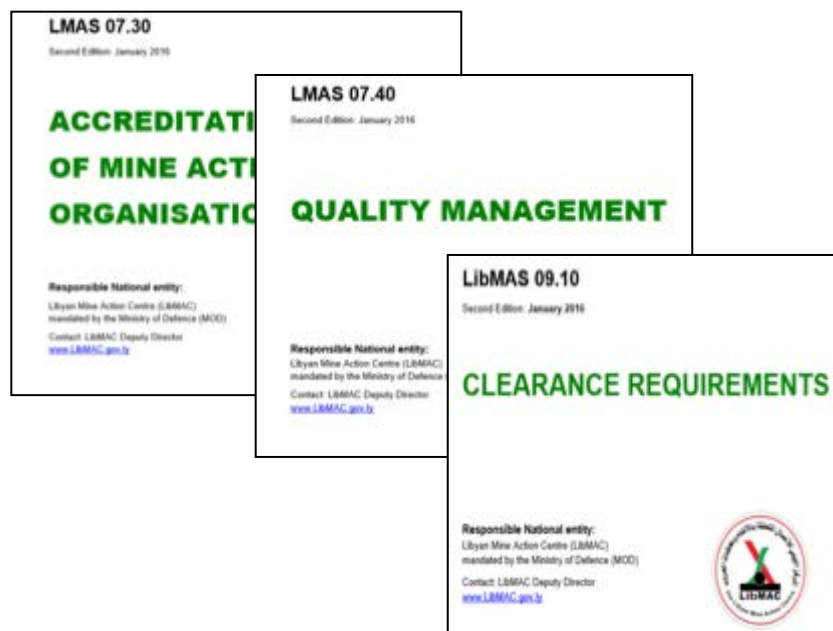 LMAS 07.30
Second Edition: January 2016
ACCREDITATI
OF MINE ACTI
ORGANISATIO
Responsible National entity:
Libyan Mine Action Centre (LibMAC)
mandated by the Ministry of Defence (MOD)
Contact: LibMAC Deputy Director
www.LibMAC.gov.ly
LMAS 07.40
Second Edition: January 2016
QUALITY MANAGEMENT
Responsible National entity:
Libyan Mine Action Centre (LibMAC)
mandated by the Ministry of Defence
Contact: LibMAC Deputy Director
www.LibMAC.gov.ly
LibMAS 09.10
Second Edition: January 2016
CLEARANCE REQUIREMENTS
Responsible National entity:
Libyan Mine Action Centre (LibMAC)
mandated by the Ministry of Defence (MOD)
Contact: LibMAC Deputy Director
www.LibMAC.gov.ly
LibMAC